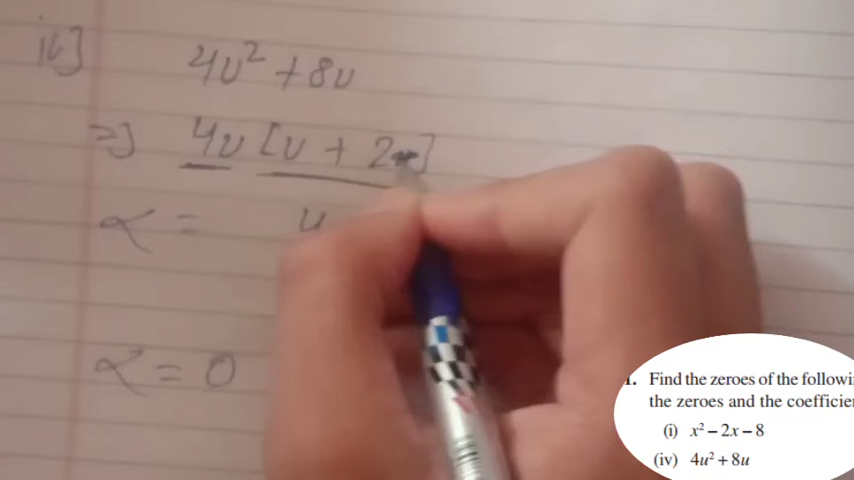 iv]
4u² + 8u
=> 4u [u + 2]
α = u
α = 0
1. Find the zeroes of the followi
the zeroes and the coefficie
(i) x² – 2x – 8
(iv) 4u² + 8u